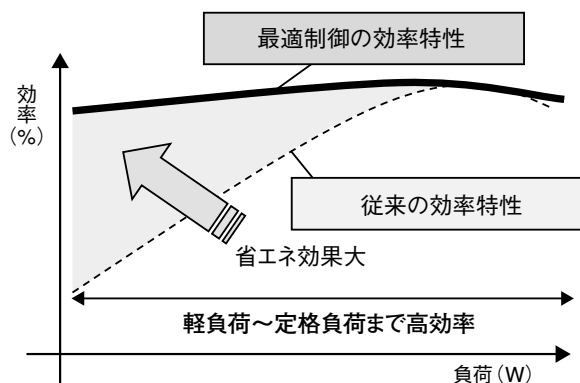 最適制御の効率特性
効率(%)
従来の効率特性
省エネ効果大
軽負荷～定格負荷まで高効率
負荷(W)